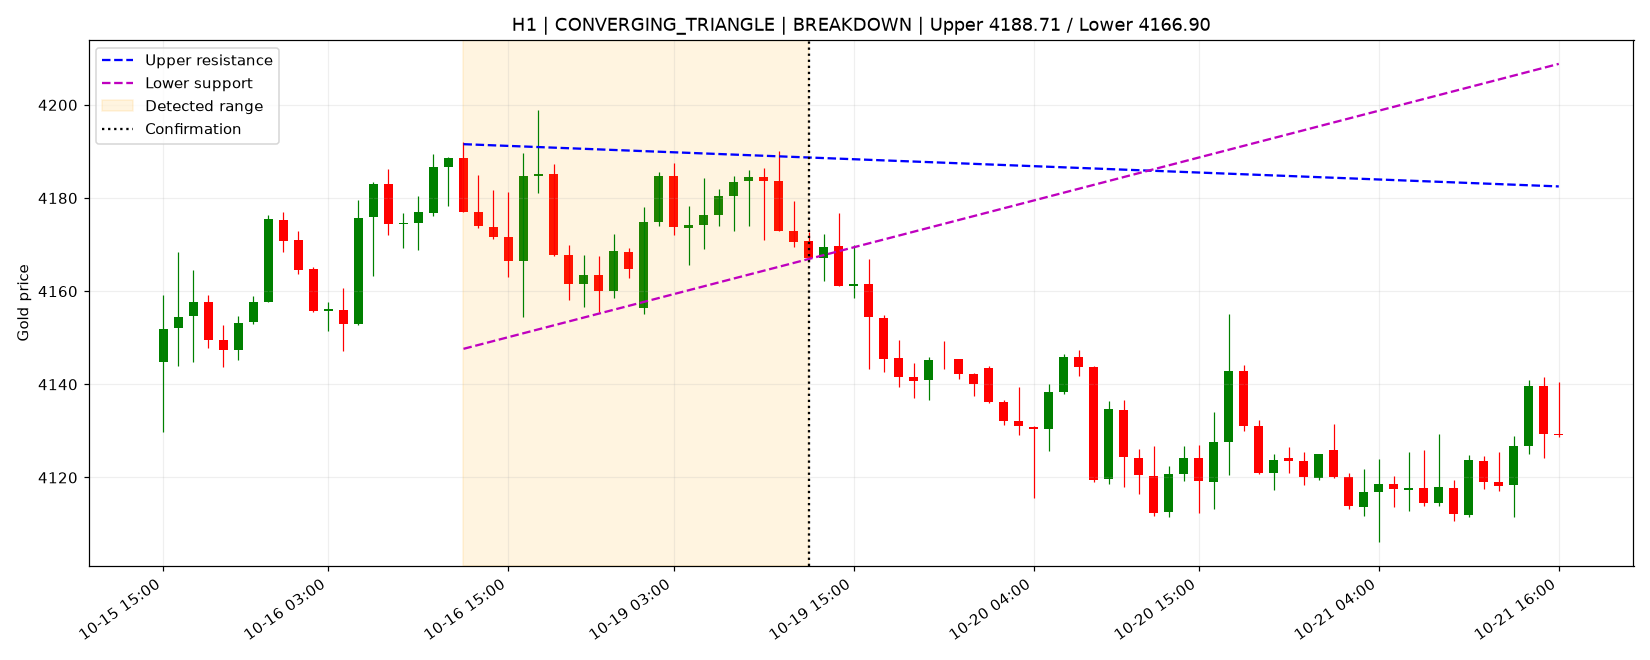 H1 | CONVERGING_TRIANGLE | BREAKDOWN | Upper 4188.71 / Lower 4166.90
Upper resistance
Lower support
Detected range
Confirmation
Gold price
4200
4180
4160
4140
4120
10-15 15:00
10-16 03:00
10-16 15:00
10-19 03:00
10-19 15:00
10-20 04:00
10-20 15:00
10-21 04:00
10-21 16:00